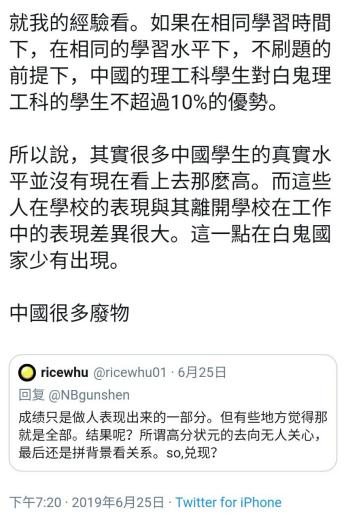 就我的經驗看。如果在相同學習時間
下，在相同的學習水平下，不刷題的
前提下，中國的理工科學生對白鬼理
工科的學生不超過10%的優勢。
所以說，其實很多中國學生的真實水
平並沒有現在看上去那麼高。而這些
人在學校的表現與其離開學校在工作
中的表現差異很大。這一點在白鬼國
家少有出現。
中國很多廢物
ricewhu @ricewhu01 · 6月25日
回复 @NBgunshen
成绩只是做人表现出来的一部分。但有些地方觉得那
就是全部。结果呢？所谓高分状元的去向无人关心，
最后还是拼背景看关系。so,兑现？
下午7:20 · 2019年6月25日 · Twitter for iPhone